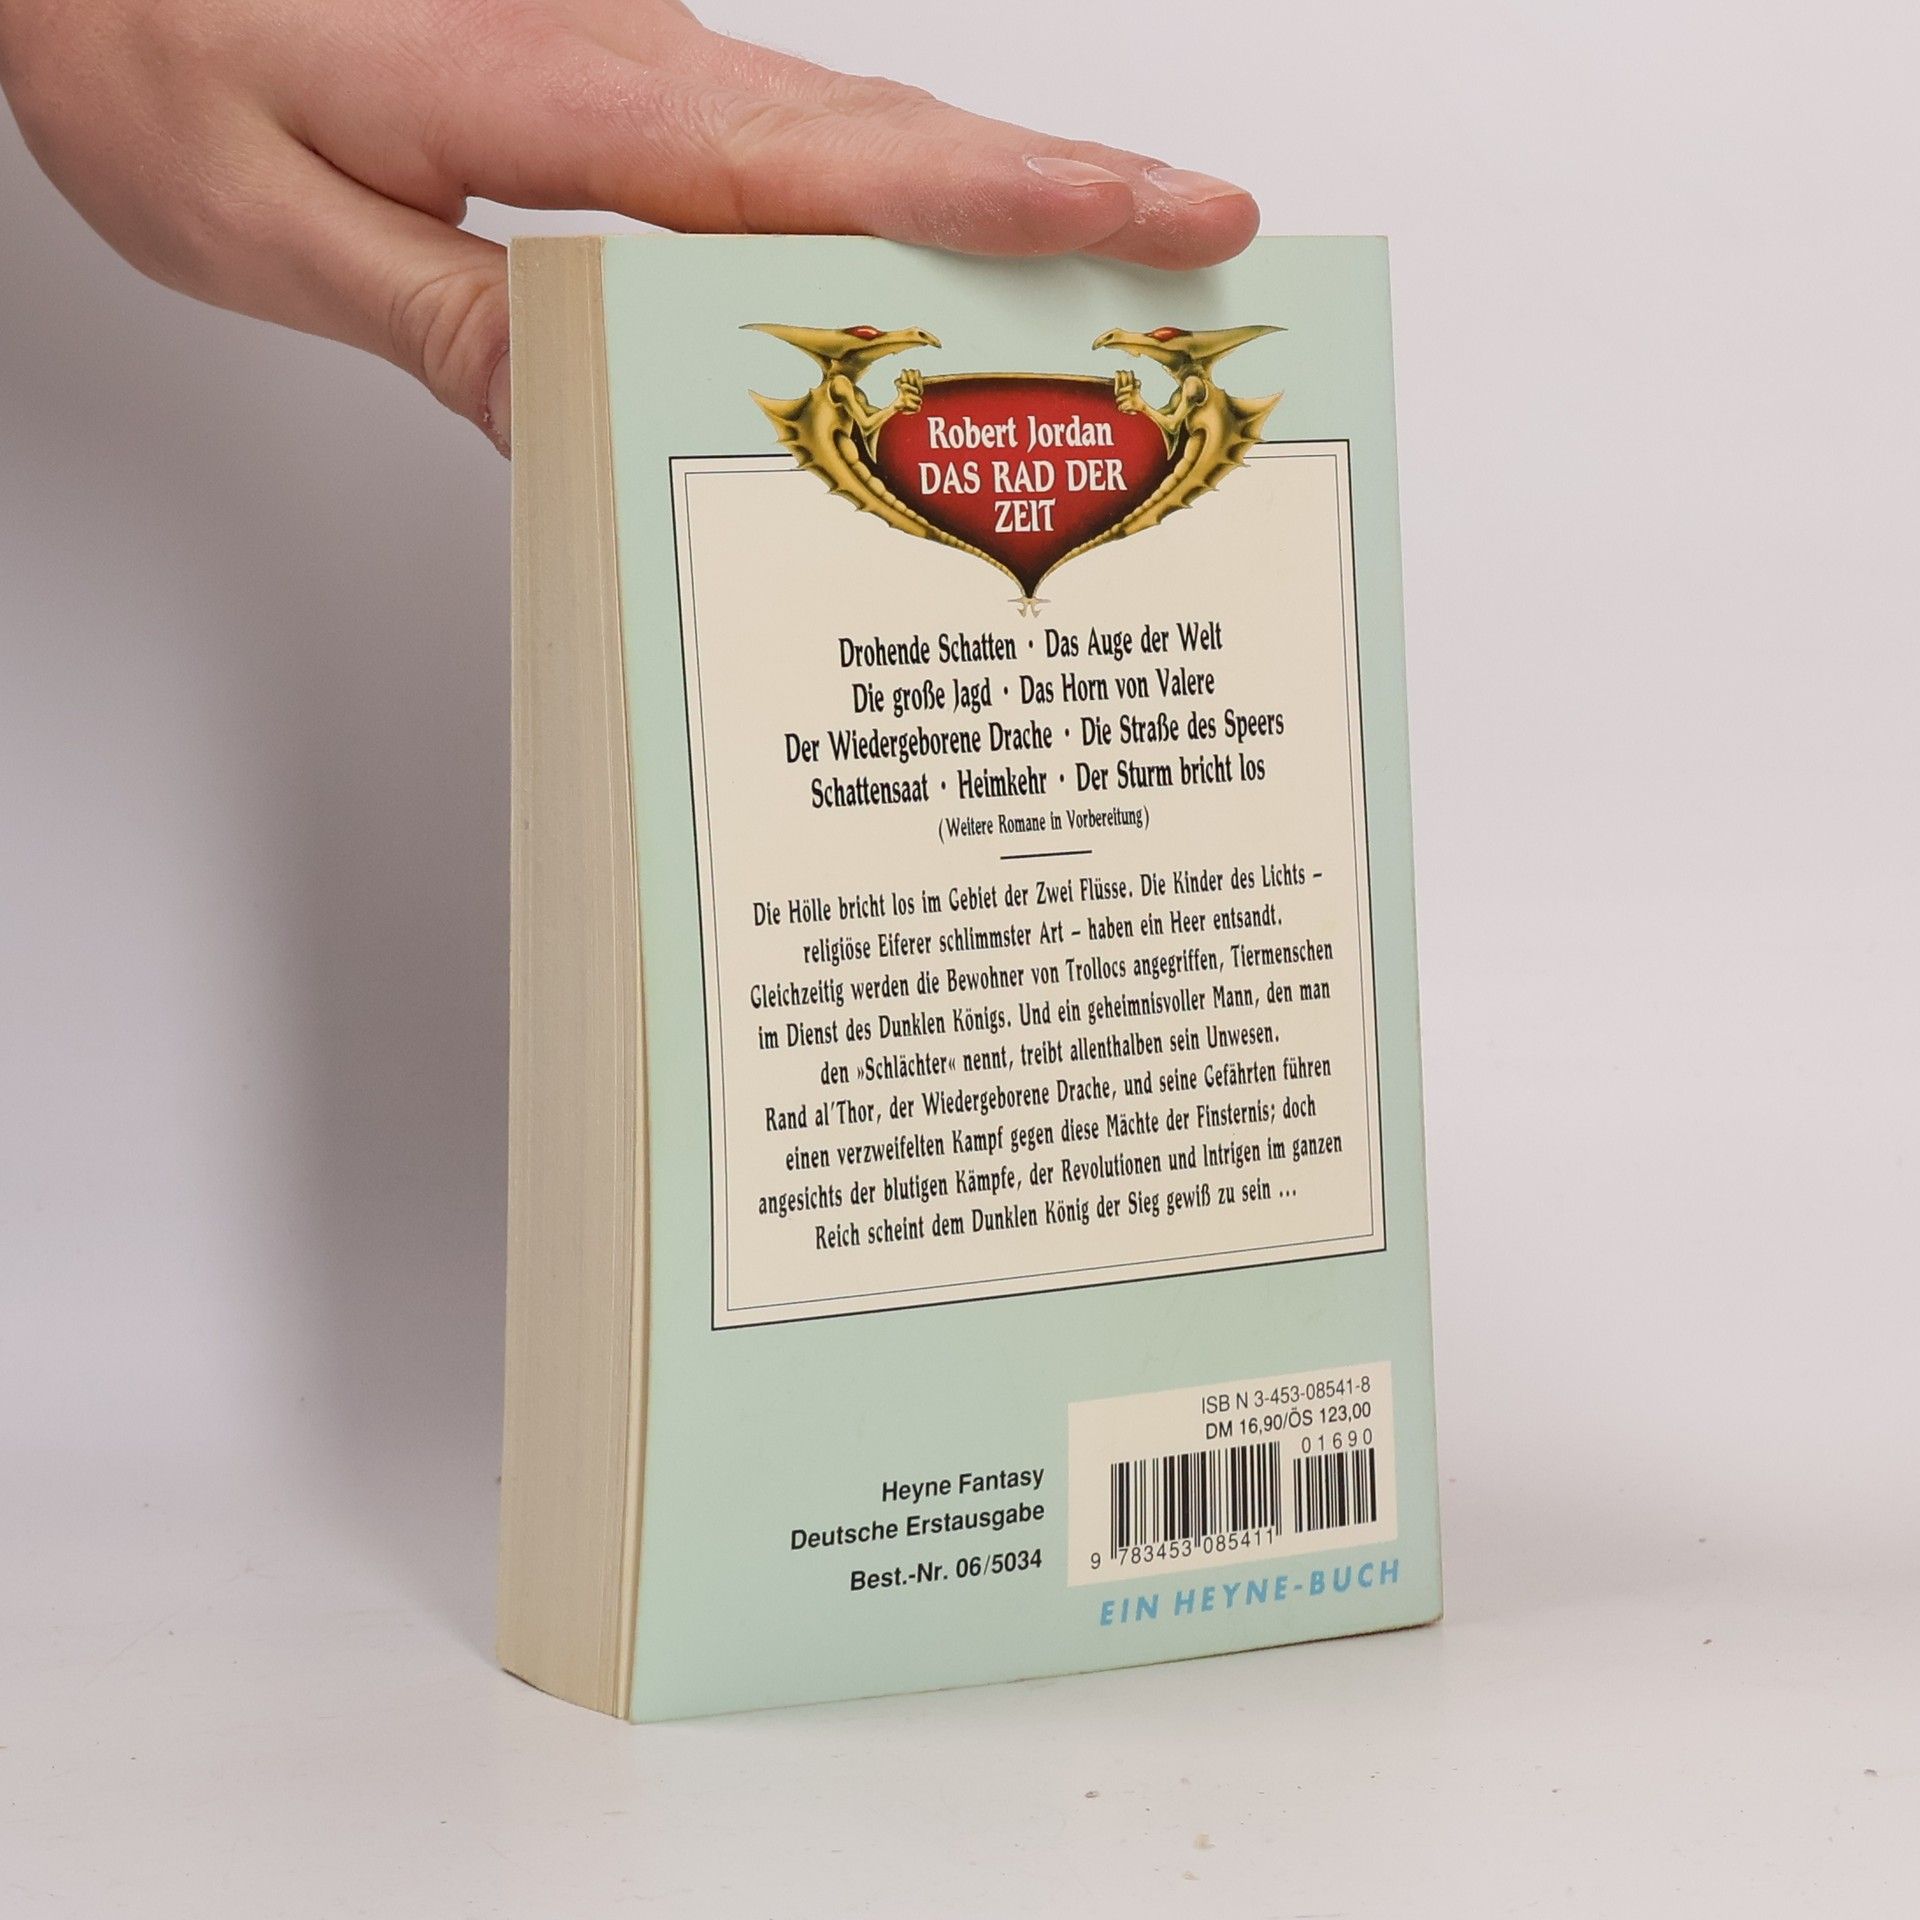 Robert Jordan
DAS RAD DER
ZEIT
Drohende Schatten · Das Auge der Welt
Die große Jagd · Das Horn von Valere
Der Wiedergeborene Drache · Die Straße des Speers
Schattensaat · Heimkehr · Der Sturm bricht los
(Weitere Romane in Vorbereitung)
Die Hölle bricht los im Gebiet der Zwei Flüsse. Die Kinder des Lichts –
religiöse Eiferer schlimmster Art – haben ein Heer entsandt.
Gleichzeitig werden die Bewohner von Trollocs angegriffen, Tiermenschen
im Dienst des Dunklen Königs. Und ein geheimnisvoller Mann, den man
den »Schlächter« nennt, treibt allenthalben sein Unwesen.
Rand al'Thor, der Wiedergeborene Drache, und seine Gefährten führen
einen verzweifelten Kampf gegen diese Mächte der Finsternis; doch
angesichts der blutigen Kämpfe, der Revolutionen und Intrigen im ganzen
Reich scheint dem Dunklen König der Sieg gewiß zu sein ...
ISBN 3-453-08541-8
DM 16,90/ÖS 123,00
01690
9 783453 085411
Heyne Fantasy
Deutsche Erstausgabe
Best.-Nr. 06/5034
EIN HEYNE-BUCH